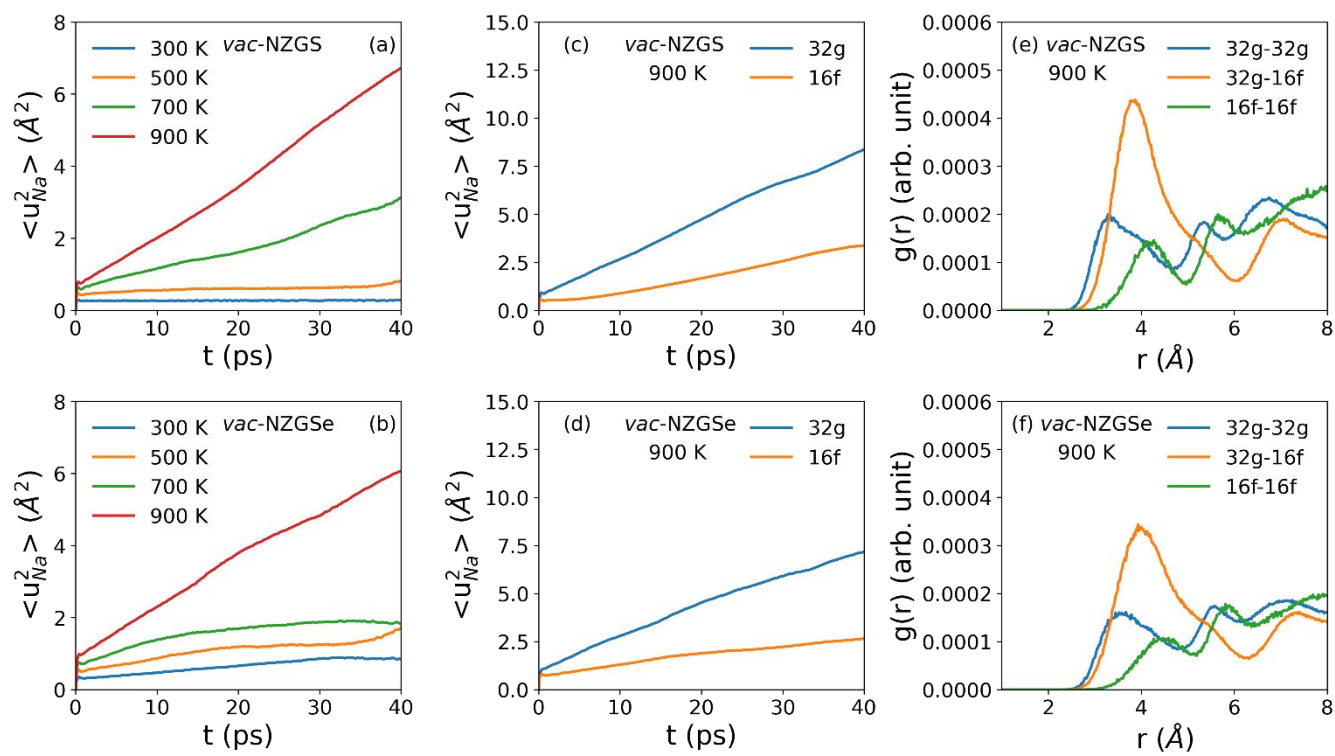 (a) vac-NZGS
300 K
500 K
700 K
900 K
<u²Na> (Å²)
8
6
4
2
0
0 10 20 30 40
t (ps)
(c) vac-NZGS
900 K
32g
16f
<u²Na> (Å²)
15.0
12.5
10.0
7.5
5.0
2.5
0.0
0 10 20 30 40
t (ps)
(e) vac-NZGS
900 K
32g-32g
32g-16f
16f-16f
g(r) (arb. unit)
0.0006
0.0005
0.0004
0.0003
0.0002
0.0001
0.0000
2 4 6 8
r (Å)
(b) vac-NZGSe
300 K
500 K
700 K
900 K
<u²Na> (Å²)
8
6
4
2
0
0 10 20 30 40
t (ps)
(d) vac-NZGSe
900 K
32g
16f
<u²Na> (Å²)
15.0
12.5
10.0
7.5
5.0
2.5
0.0
0 10 20 30 40
t (ps)
(f) vac-NZGSe
900 K
32g-32g
32g-16f
16f-16f
g(r) (arb. unit)
0.0006
0.0005
0.0004
0.0003
0.0002
0.0001
0.0000
2 4 6 8
r (Å)